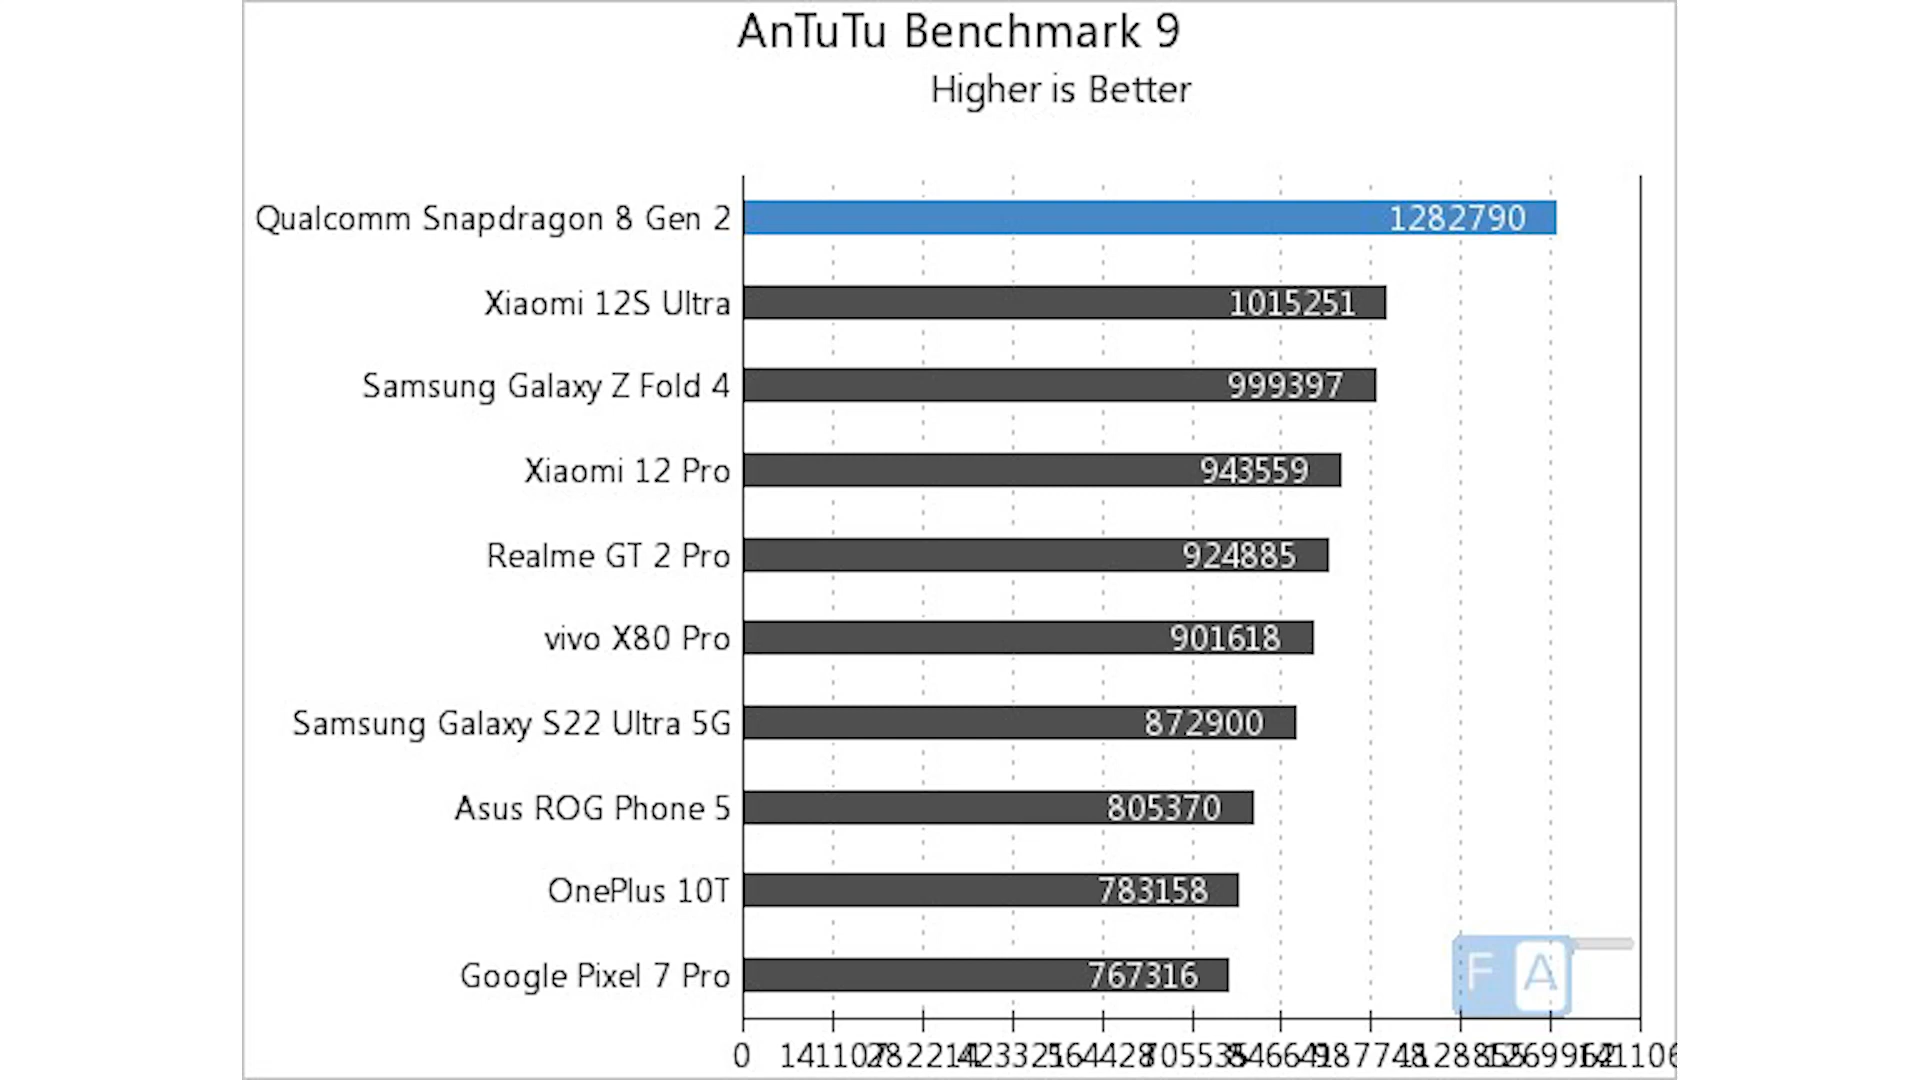 AnTuTu Benchmark 9
Higher is Better
Qualcomm Snapdragon 8 Gen 2 1282790
Xiaomi 12S Ultra 1015251
Samsung Galaxy Z Fold 4 999397
Xiaomi 12 Pro 943559
Realme GT 2 Pro 924885
vivo X80 Pro 901618
Samsung Galaxy S22 Ultra 5G 872900
Asus ROG Phone 5 805370
OnePlus 10T 783158
Google Pixel 7 Pro 767316
F A
0